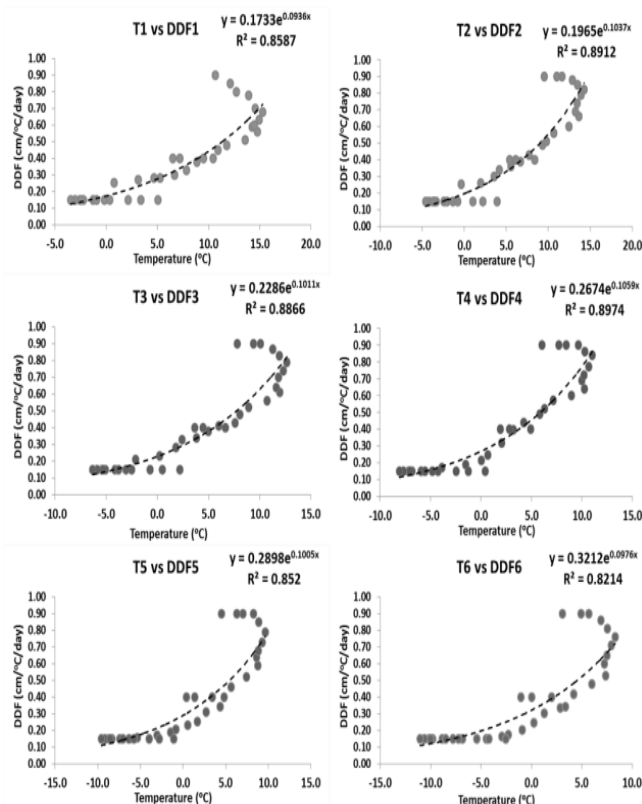 T1 vs DDF1
y = 0.1733e^0.0936x
R² = 0.8587
DDF (cm/°C/day)
1.00
0.90
0.80
0.70
0.60
0.50
0.40
0.30
0.20
0.10
0.00
-5.0 0.0 5.0 10.0 15.0 20.0
Temperature (°C)
T2 vs DDF2
y = 0.1965e^0.1037x
R² = 0.8912
DDF (cm/°C/day)
1.00
0.90
0.80
0.70
0.60
0.50
0.40
0.30
0.20
0.10
0.00
-10.0 -5.0 0.0 5.0 10.0 15.0 20.0
Temperature (°C)
T3 vs DDF3
y = 0.2286e^0.1011x
R² = 0.8866
DDF (cm/°C/day)
1.00
0.90
0.80
0.70
0.60
0.50
0.40
0.30
0.20
0.10
0.00
-10.0 -5.0 0.0 5.0 10.0 15.0
Temperature (°C)
T4 vs DDF4
y = 0.2674e^0.1059x
R² = 0.8974
DDF (cm/°C/day)
1.00
0.90
0.80
0.70
0.60
0.50
0.40
0.30
0.20
0.10
0.00
-10.0 -5.0 0.0 5.0 10.0 15.0
Temperature (°C)
T5 vs DDF5
y = 0.2898e^0.1005x
R² = 0.852
DDF (cm/°C/day)
1.00
0.90
0.80
0.70
0.60
0.50
0.40
0.30
0.20
0.10
0.00
-10.0 -5.0 0.0 5.0 10.0 15.0
Temperature (°C)
T6 vs DDF6
y = 0.3212e^0.0976x
R² = 0.8214
DDF (cm/°C/day)
1.00
0.90
0.80
0.70
0.60
0.50
0.40
0.30
0.20
0.10
0.00
-15.0 -10.0 -5.0 0.0 5.0 10.0
Temperature (°C)